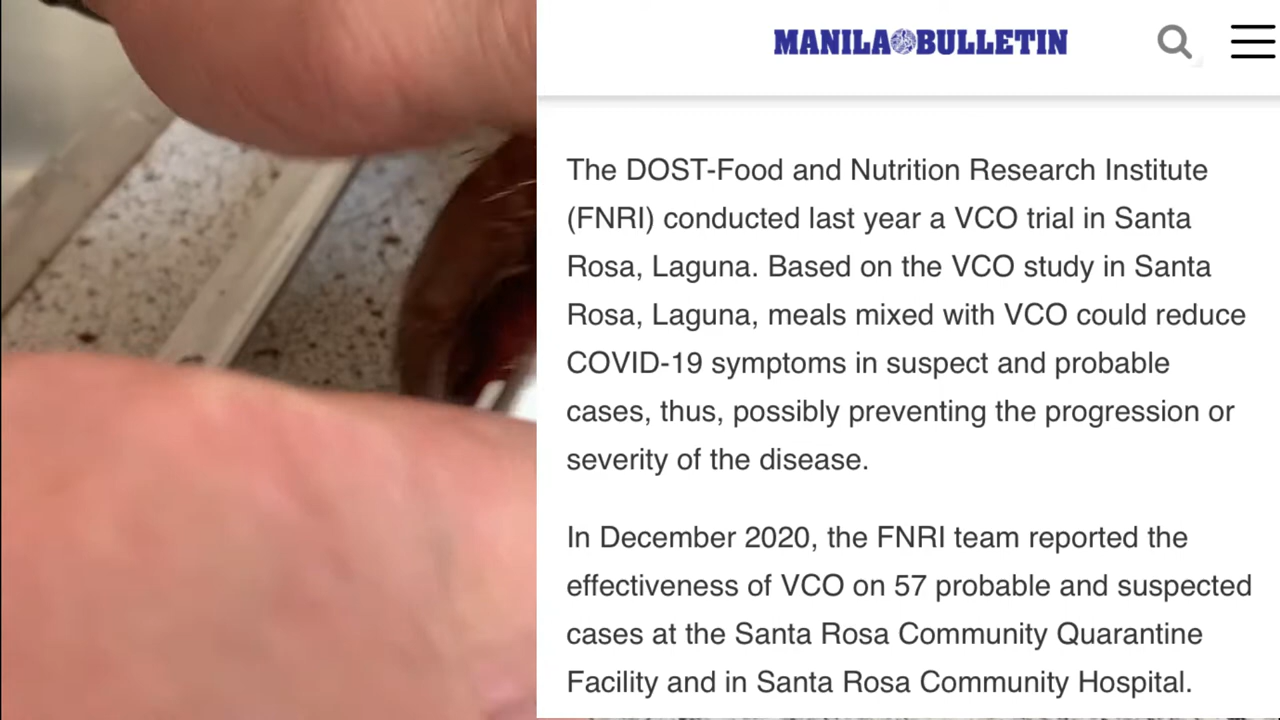 MANILA BULLETIN
The DOST-Food and Nutrition Research Institute
(FNRI) conducted last year a VCO trial in Santa
Rosa, Laguna. Based on the VCO study in Santa
Rosa, Laguna, meals mixed with VCO could reduce
COVID-19 symptoms in suspect and probable
cases, thus, possibly preventing the progression or
severity of the disease.
In December 2020, the FNRI team reported the
effectiveness of VCO on 57 probable and suspected
cases at the Santa Rosa Community Quarantine
Facility and in Santa Rosa Community Hospital.